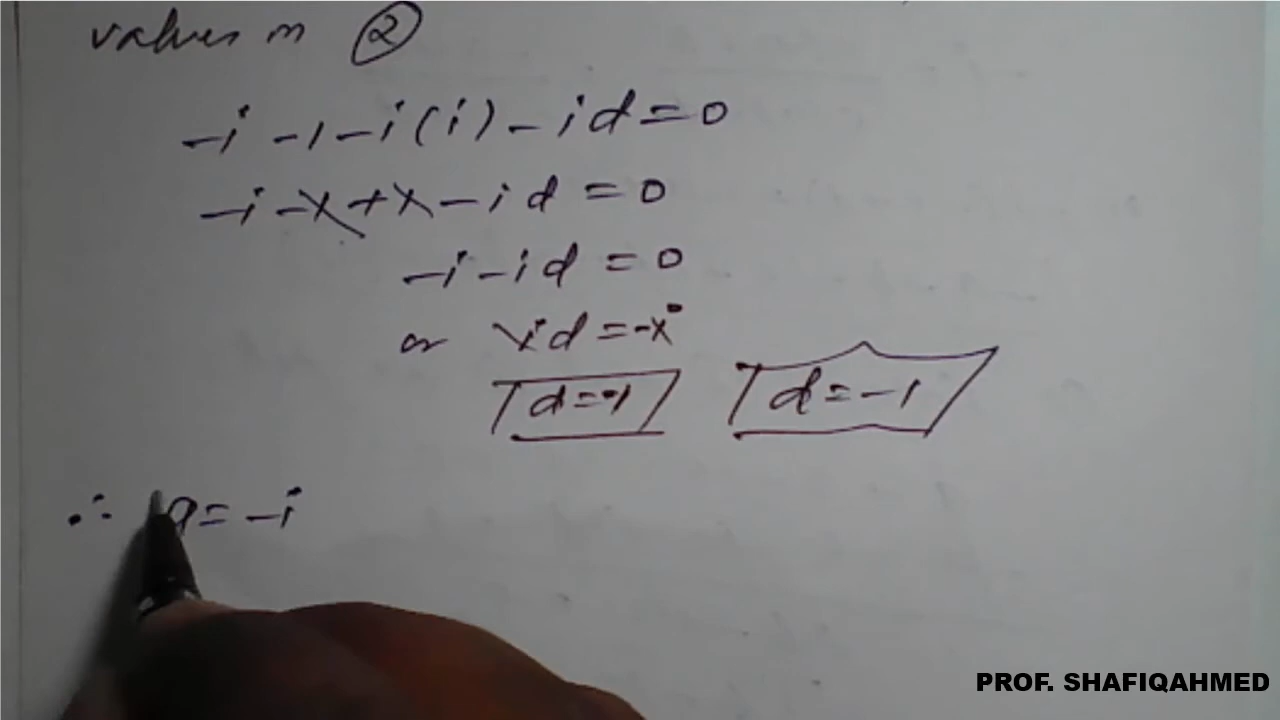 values in ②
-i -1 -i(i) - id = 0
-i -1 +1 - id = 0
-i - id = 0
or id = -i
d = -1 d = -1
∴ a = -i
PROF. SHAFIQAHMED